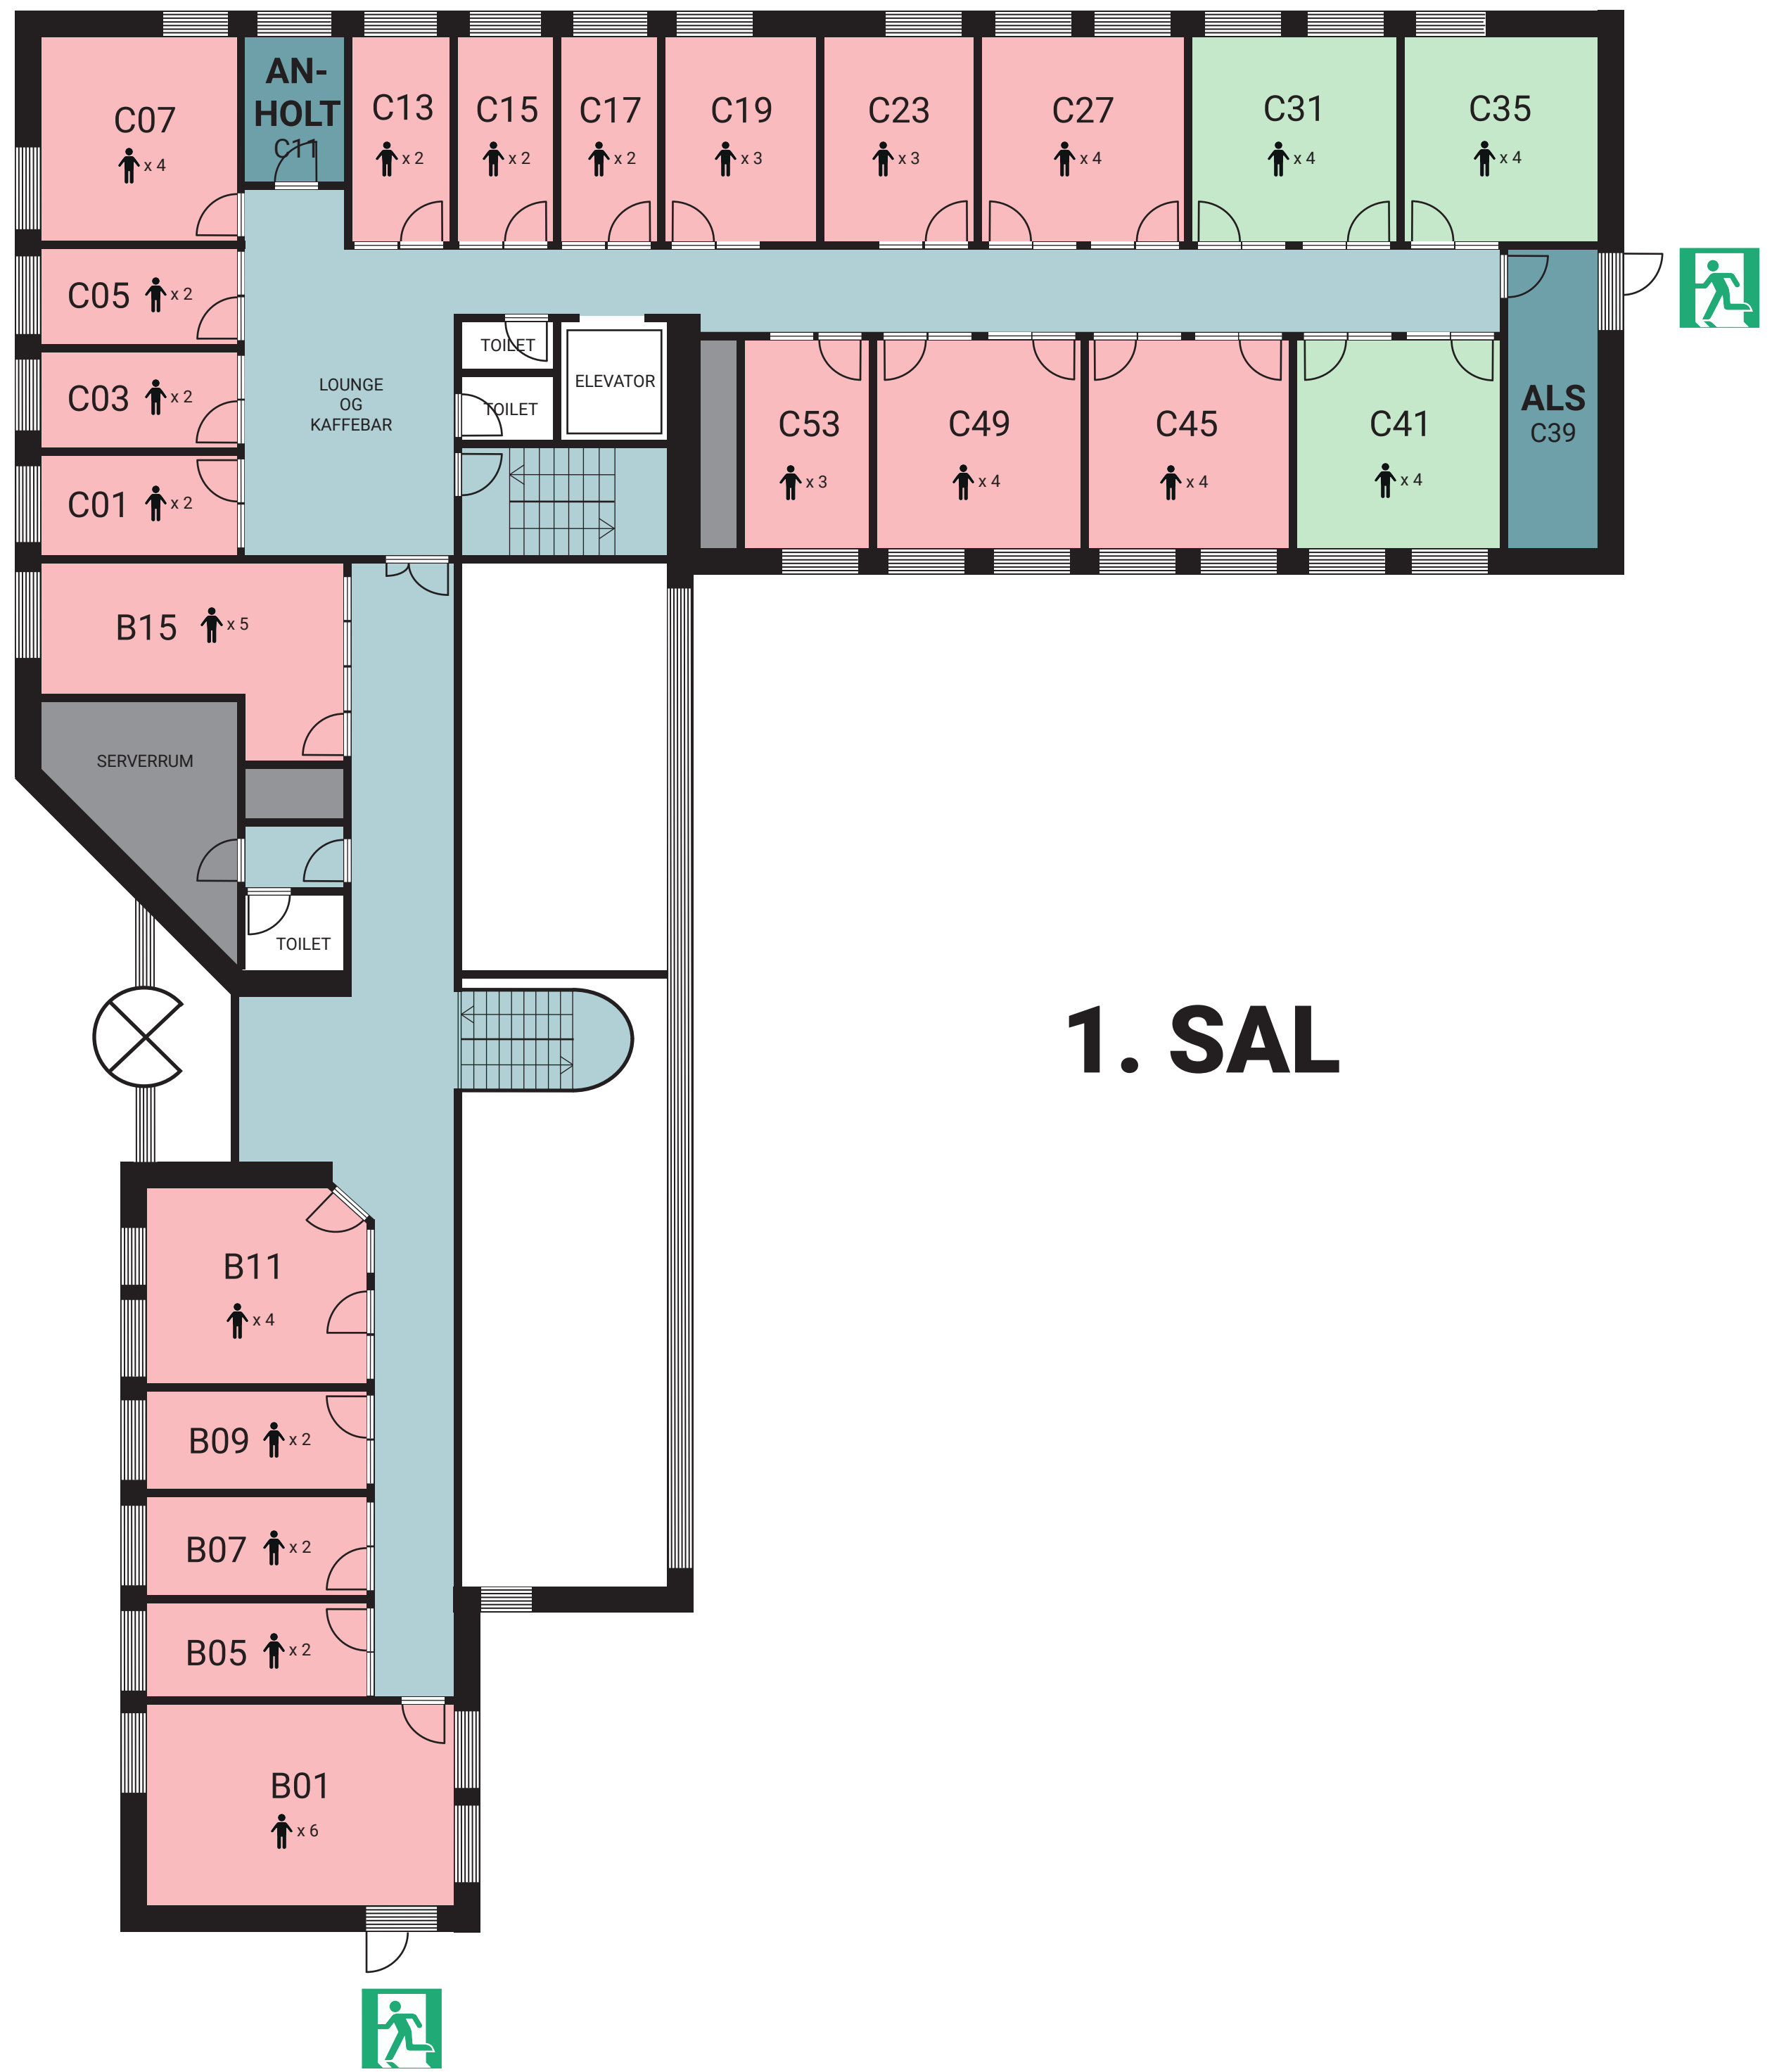 AN-
HOLT
C11
C07
x 4
C13
x 2
C15
x 2
C17
x 2
C19
x 3
C23
x 3
C27
x 4
C31
x 4
C35
x 4
C05 x 2
C03 x 2
C01 x 2
LOUNGE
OG
KAFFEBAR
TOILET
TOILET
ELEVATOR
C53
x 3
C49
x 4
C45
x 4
C41
x 4
ALS
C39
B15 x 5
SERVERRUM
TOILET
1. SAL
B11
x 4
B09 x 2
B07 x 2
B05 x 2
B01
x 6